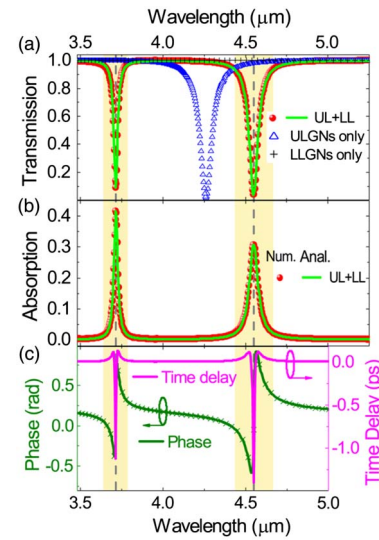 Wavelength (μm)
3.5 4.0 4.5 5.0
(a)
1.0
0.8
0.6
0.4
0.2
Transmission
UL+LL
ULGNs only
LLGNs only
(b)
0.4
0.3
0.2
0.1
0.0
Absorption
Num. Anal.
UL+LL
(c)
0.5
0.0
-0.5
Phase (rad)
Time delay
Phase
0.0
-0.5
-1.0
Time Delay (ps)
3.5 4.0 4.5 5.0
Wavelength (μm)